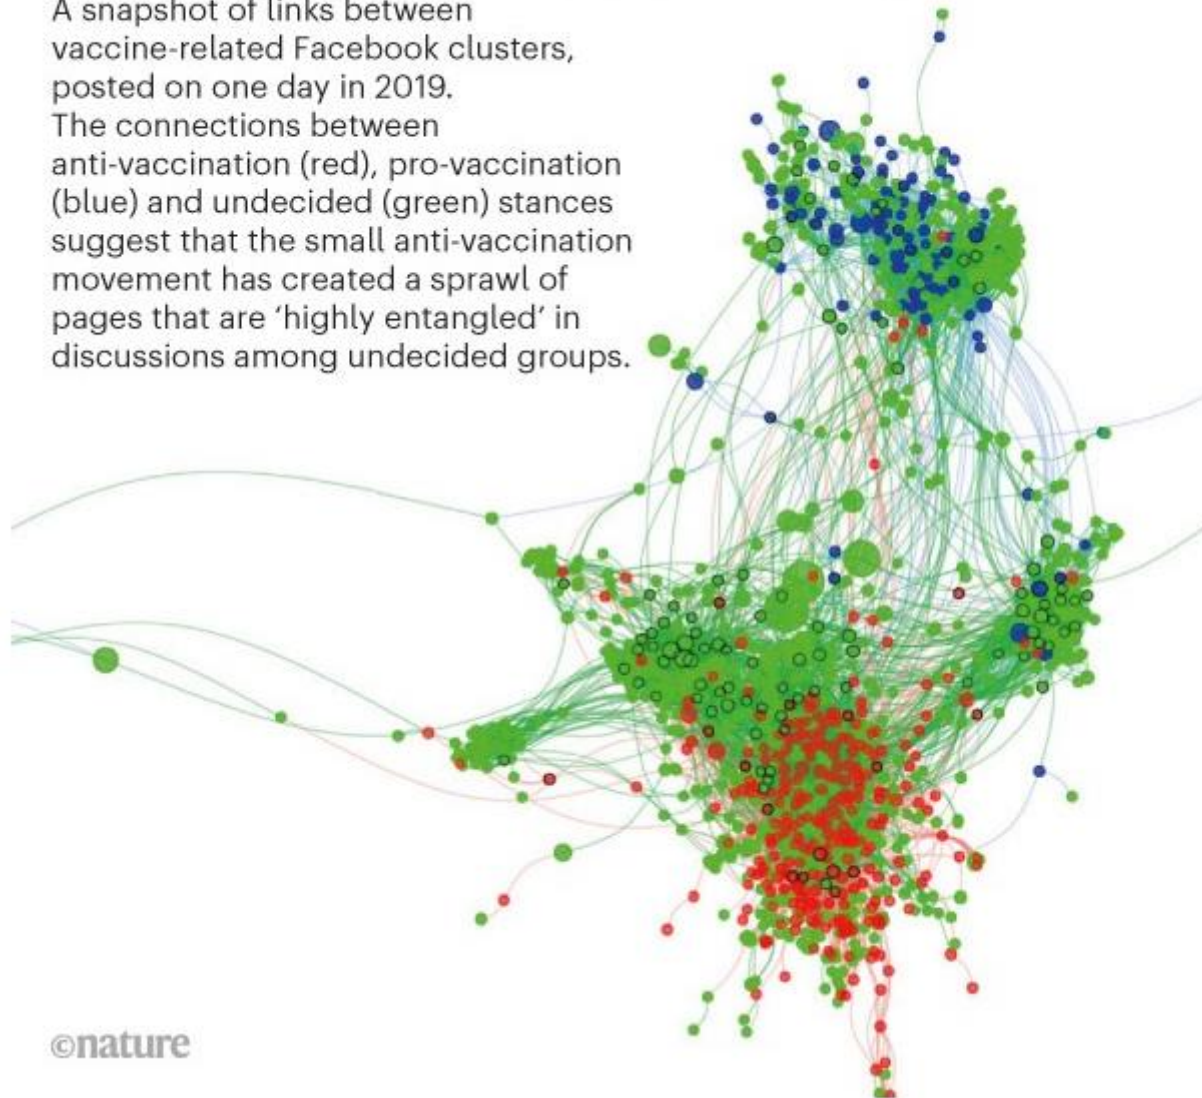 A snapshot of links between
vaccine-related Facebook clusters,
posted on one day in 2019.
The connections between
anti-vaccination (red), pro-vaccination
(blue) and undecided (green) stances
suggest that the small anti-vaccination
movement has created a sprawl of
pages that are ‘highly entangled’ in
discussions among undecided groups.
©nature